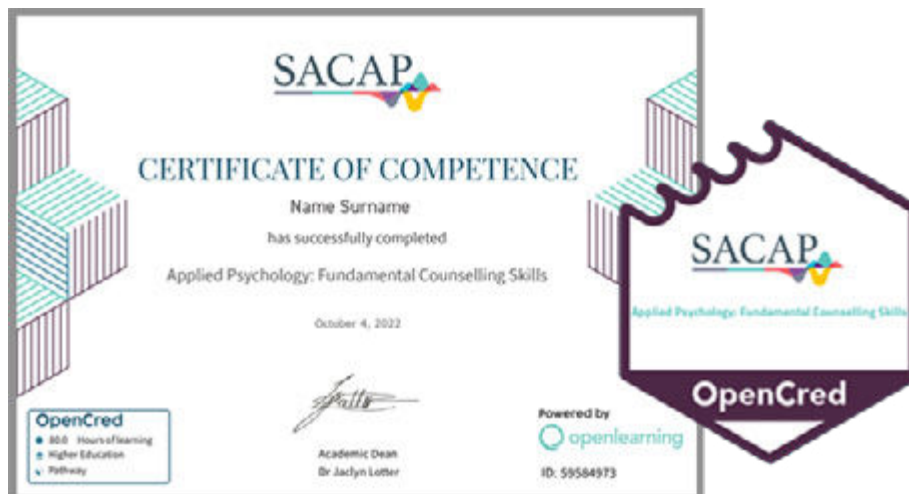 SACAP
CERTIFICATE OF COMPETENCE
Name Surname
has successfully completed
Applied Psychology: Fundamental Counselling Skills
October 4, 2022
OpenCred
80.0 Hours of learning
Higher Education
Pathway
Academic Dean
Dr Jaclyn Lotter
Powered by
openlearning
ID: 59584973
SACAP
Applied Psychology: Fundamental Counselling Skills
OpenCred